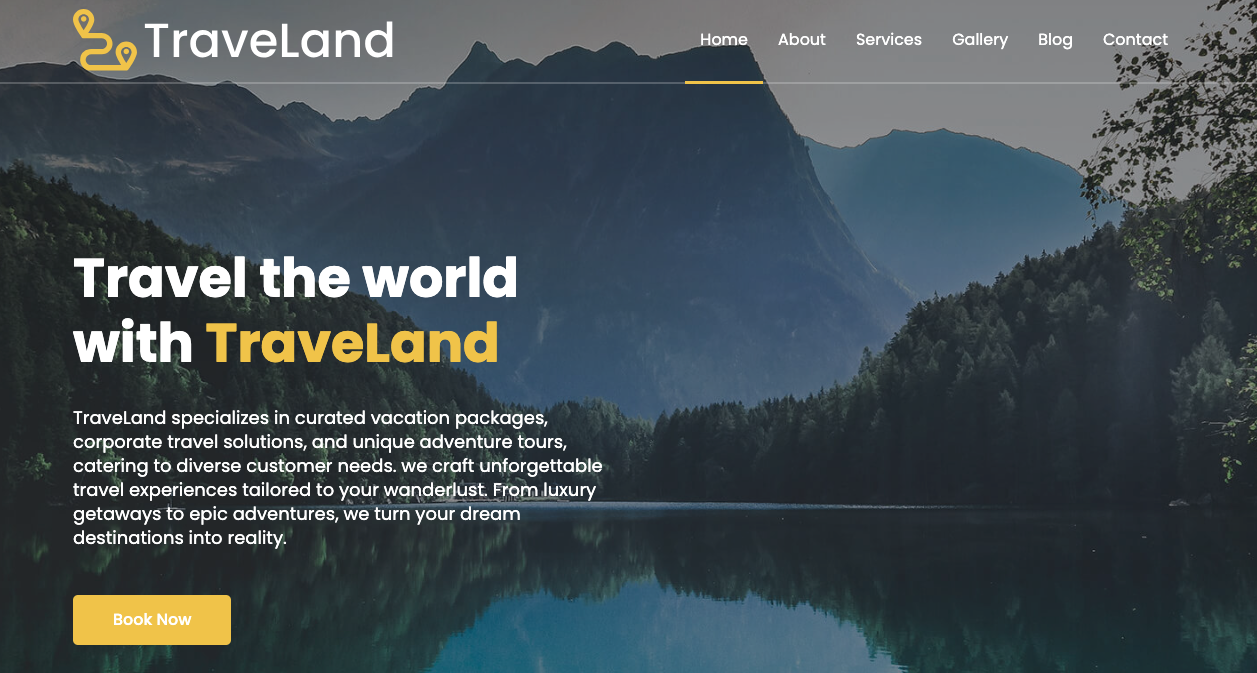 TraveLand
Home About Services Gallery Blog Contact
Travel the world
with TraveLand
TraveLand specializes in curated vacation packages,
corporate travel solutions, and unique adventure tours,
catering to diverse customer needs. we craft unforgettable
travel experiences tailored to your wanderlust. From luxury
getaways to epic adventures, we turn your dream
destinations into reality.
Book Now